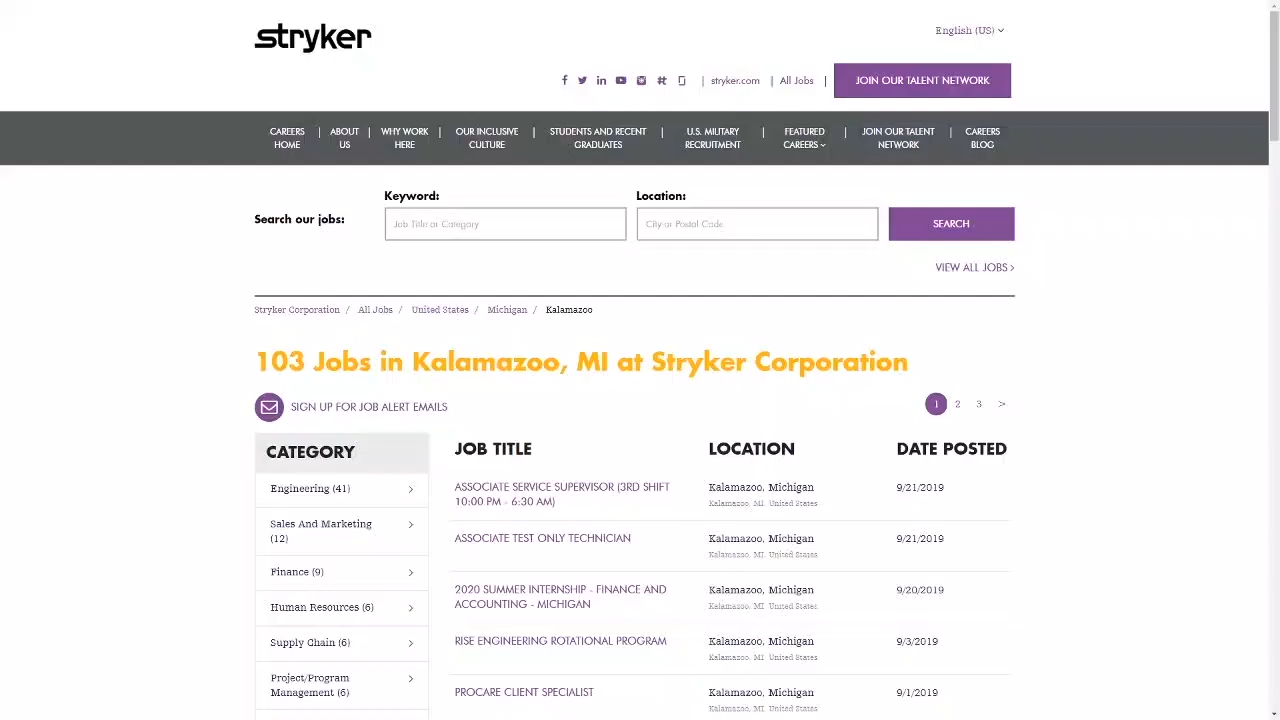 stryker
English (US)
stryker.com | All Jobs | JOIN OUR TALENT NETWORK
CAREERS HOME | ABOUT US | WHY WORK HERE | OUR INCLUSIVE CULTURE | STUDENTS AND RECENT GRADUATES | U.S. MILITARY RECRUITMENT | FEATURED CAREERS | JOIN OUR TALENT NETWORK | CAREERS BLOG
Keyword: Location:
Search our jobs: Job Title or Category City or Postal Code SEARCH
VIEW ALL JOBS >
Stryker Corporation / All Jobs / United States / Michigan / Kalamazoo
103 Jobs in Kalamazoo, MI at Stryker Corporation
SIGN UP FOR JOB ALERT EMAILS 1 2 3 >
CATEGORY
Engineering (41)
Sales And Marketing
(12)
Finance (9)
Human Resources (6)
Supply Chain (6)
Project/Program
Management (6)
JOB TITLE LOCATION DATE POSTED
ASSOCIATE SERVICE SUPERVISOR (3RD SHIFT Kalamazoo, Michigan 9/21/2019
10:00 PM - 6:30 AM) Kalamazoo, MI United States
ASSOCIATE TEST ONLY TECHNICIAN Kalamazoo, Michigan 9/21/2019
Kalamazoo, MI United States
2020 SUMMER INTERNSHIP - FINANCE AND Kalamazoo, Michigan 9/20/2019
ACCOUNTING - MICHIGAN Kalamazoo, MI United States
RISE ENGINEERING ROTATIONAL PROGRAM Kalamazoo, Michigan 9/3/2019
Kalamazoo, MI United States
PROCARE CLIENT SPECIALIST Kalamazoo, Michigan 9/1/2019
Kalamazoo, MI United States